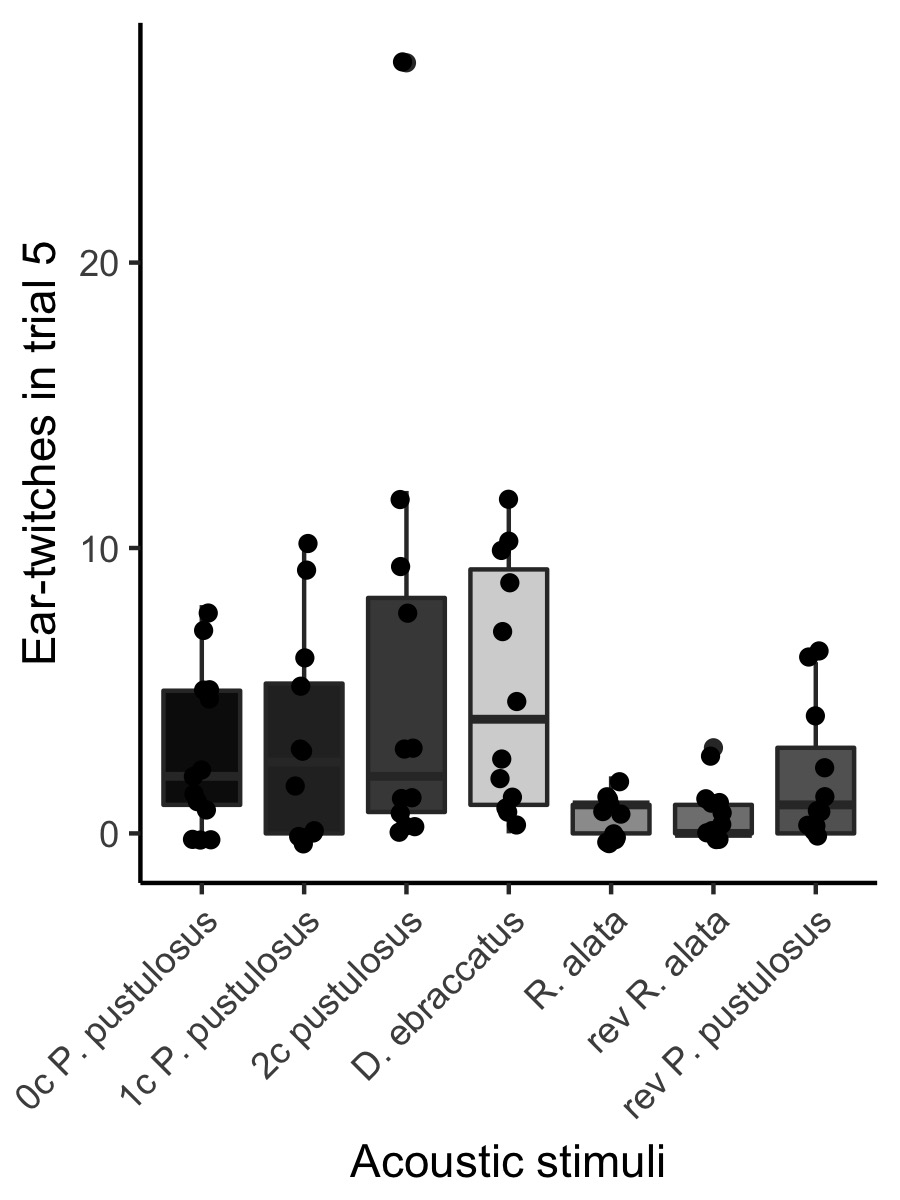 Ear-twitches in trial 5
20
10
0
0c P. pustulosus
1c P. pustulosus
2c pustulosus
D. ebraccatus
R. alata
rev R. alata
rev P. pustulosus
Acoustic stimuli